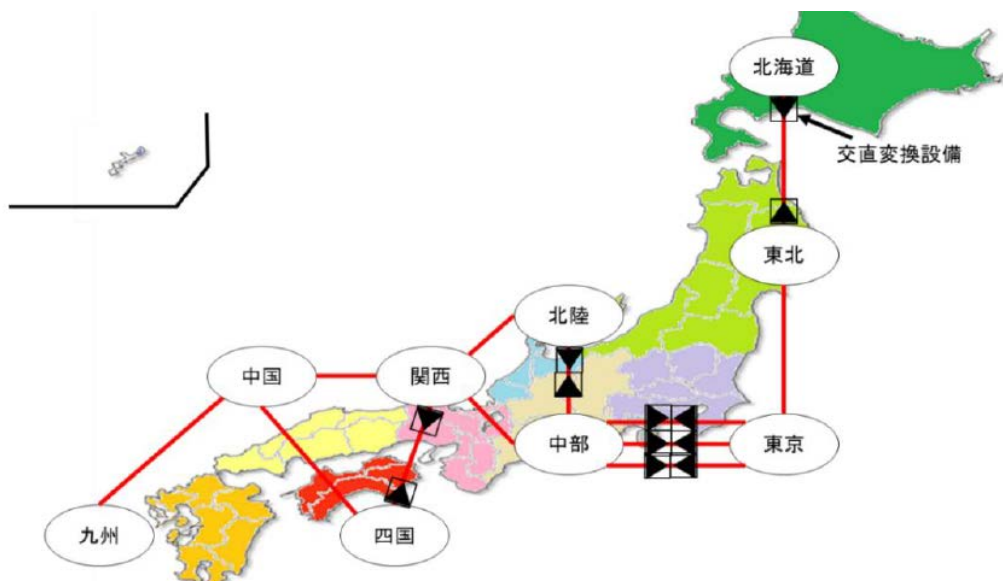 北海道
交直変換設備
東北
北陸
中国
関西
中部
東京
九州
四国